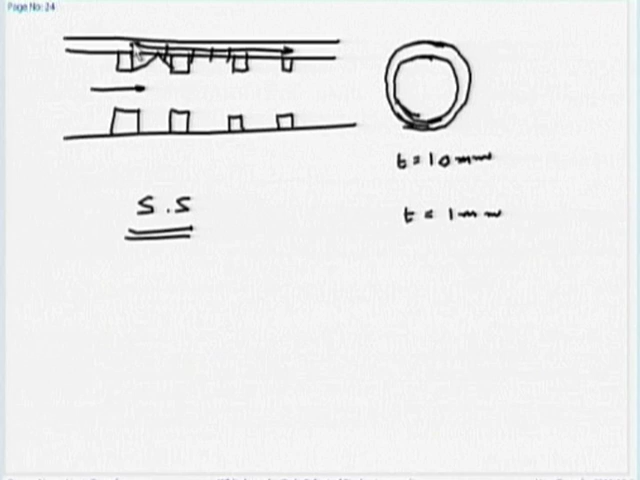 Page No: 24
t = 10 mm
S.S
t = 1 mm